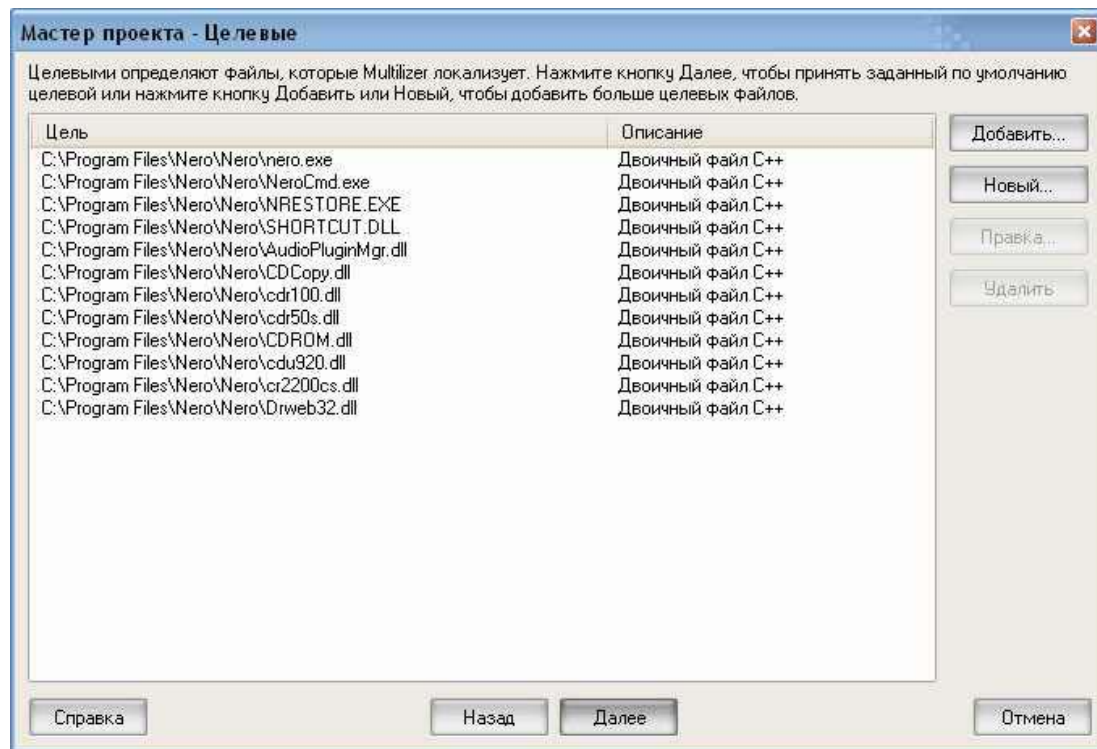 Мастер проекта - Целевые
Целевыми определяют файлы, которые Multilizer локализует. Нажмите кнопку Далее, чтобы принять заданный по умолчанию
целевой или нажмите кнопку Добавить или Новый, чтобы добавить больше целевых файлов.
Цель Описание
C:\Program Files\Nero\Nero\nero.exe Двоичный файл C++
C:\Program Files\Nero\Nero\NeroCmd.exe Двоичный файл C++
C:\Program Files\Nero\Nero\NRESTORE.EXE Двоичный файл C++
C:\Program Files\Nero\Nero\SHORTCUT.DLL Двоичный файл C++
C:\Program Files\Nero\Nero\AudioPluginMgr.dll Двоичный файл C++
C:\Program Files\Nero\Nero\CDCopy.dll Двоичный файл C++
C:\Program Files\Nero\Nero\cdr100.dll Двоичный файл C++
C:\Program Files\Nero\Nero\cdr50s.dll Двоичный файл C++
C:\Program Files\Nero\Nero\CDROM.dll Двоичный файл C++
C:\Program Files\Nero\Nero\cdu920.dll Двоичный файл C++
C:\Program Files\Nero\Nero\cr2200cs.dll Двоичный файл C++
C:\Program Files\Nero\Nero\Drweb32.dll Двоичный файл C++
Добавить...
Новый...
Правка...
Удалить
Справка Назад Далее Отмена